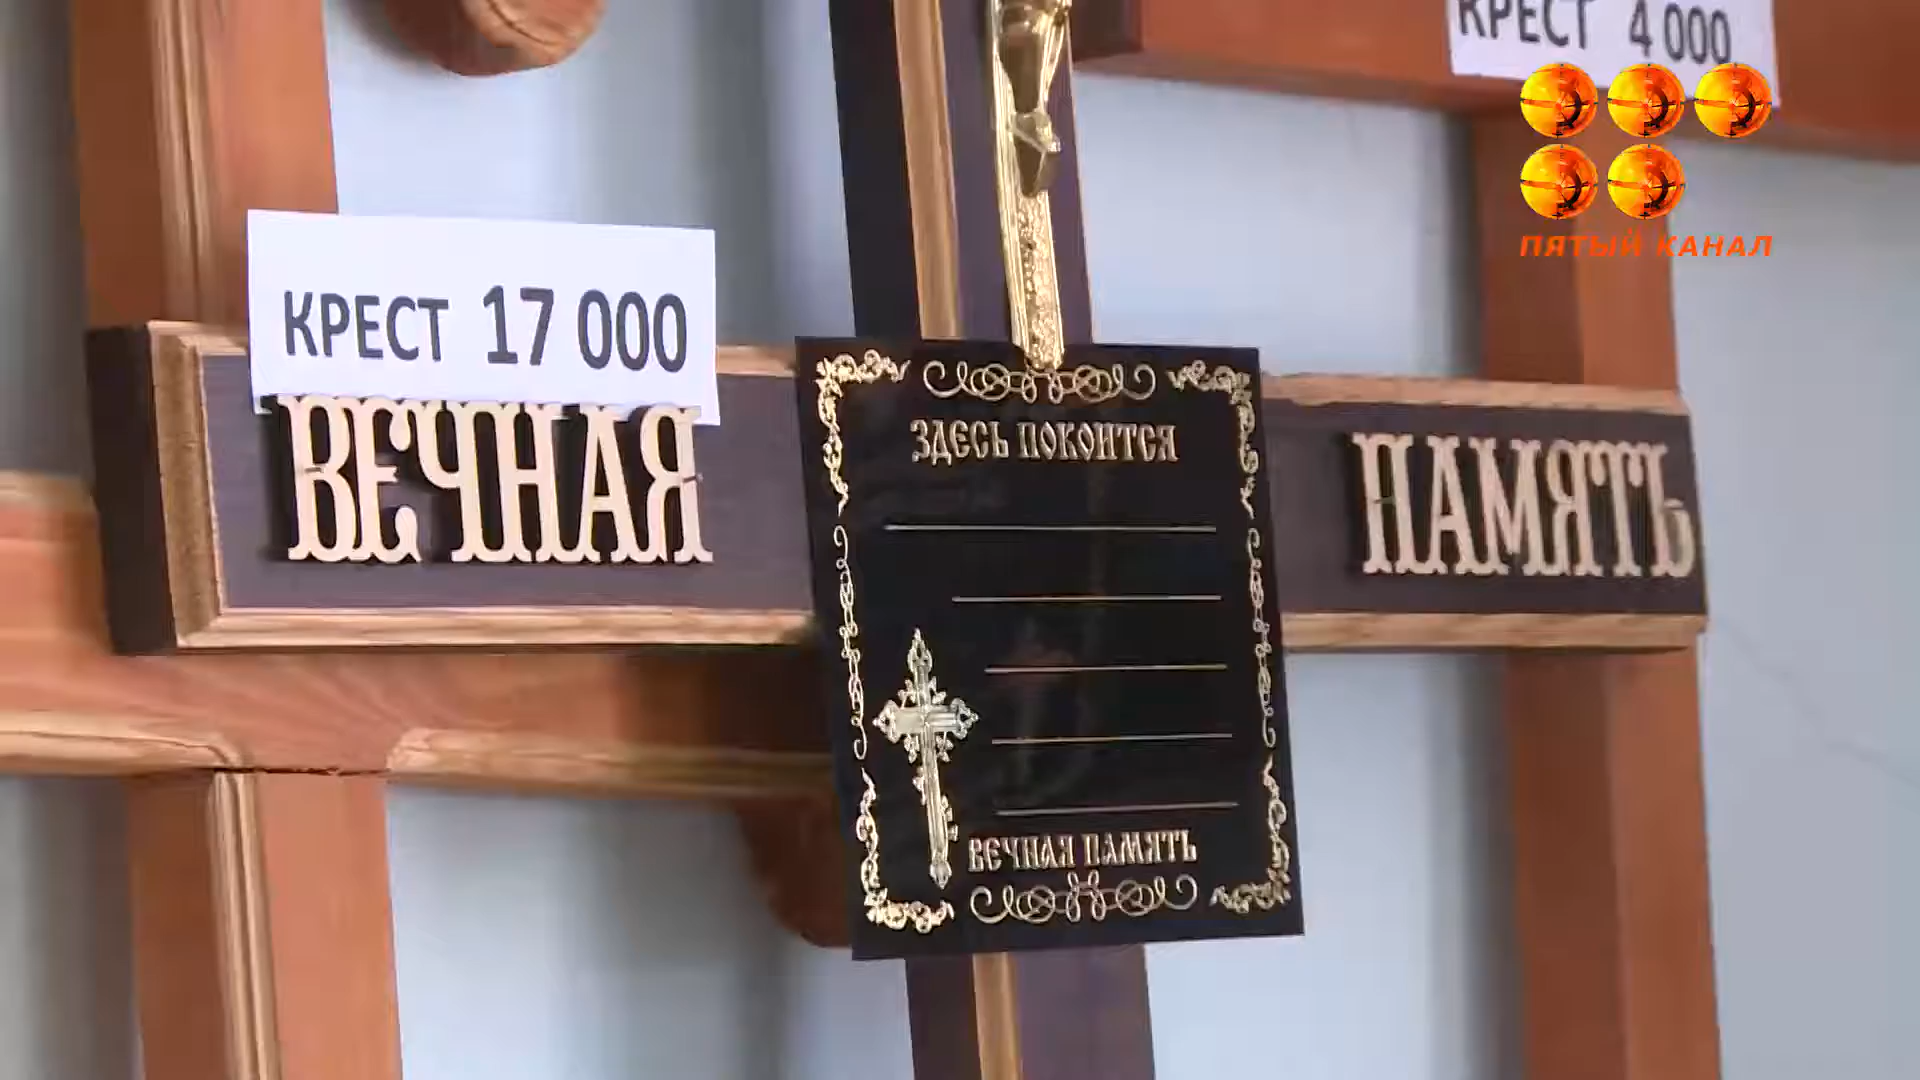 КРЕСТ 4 000
ПЯТЫЙ КАНАЛ
КРЕСТ 17 000
ВЕЧНАЯ ПАМЯТЬ
ЗДЕСЬ ПОКОИТСЯ
ВЕЧНАЯ ПАМЯТЬ